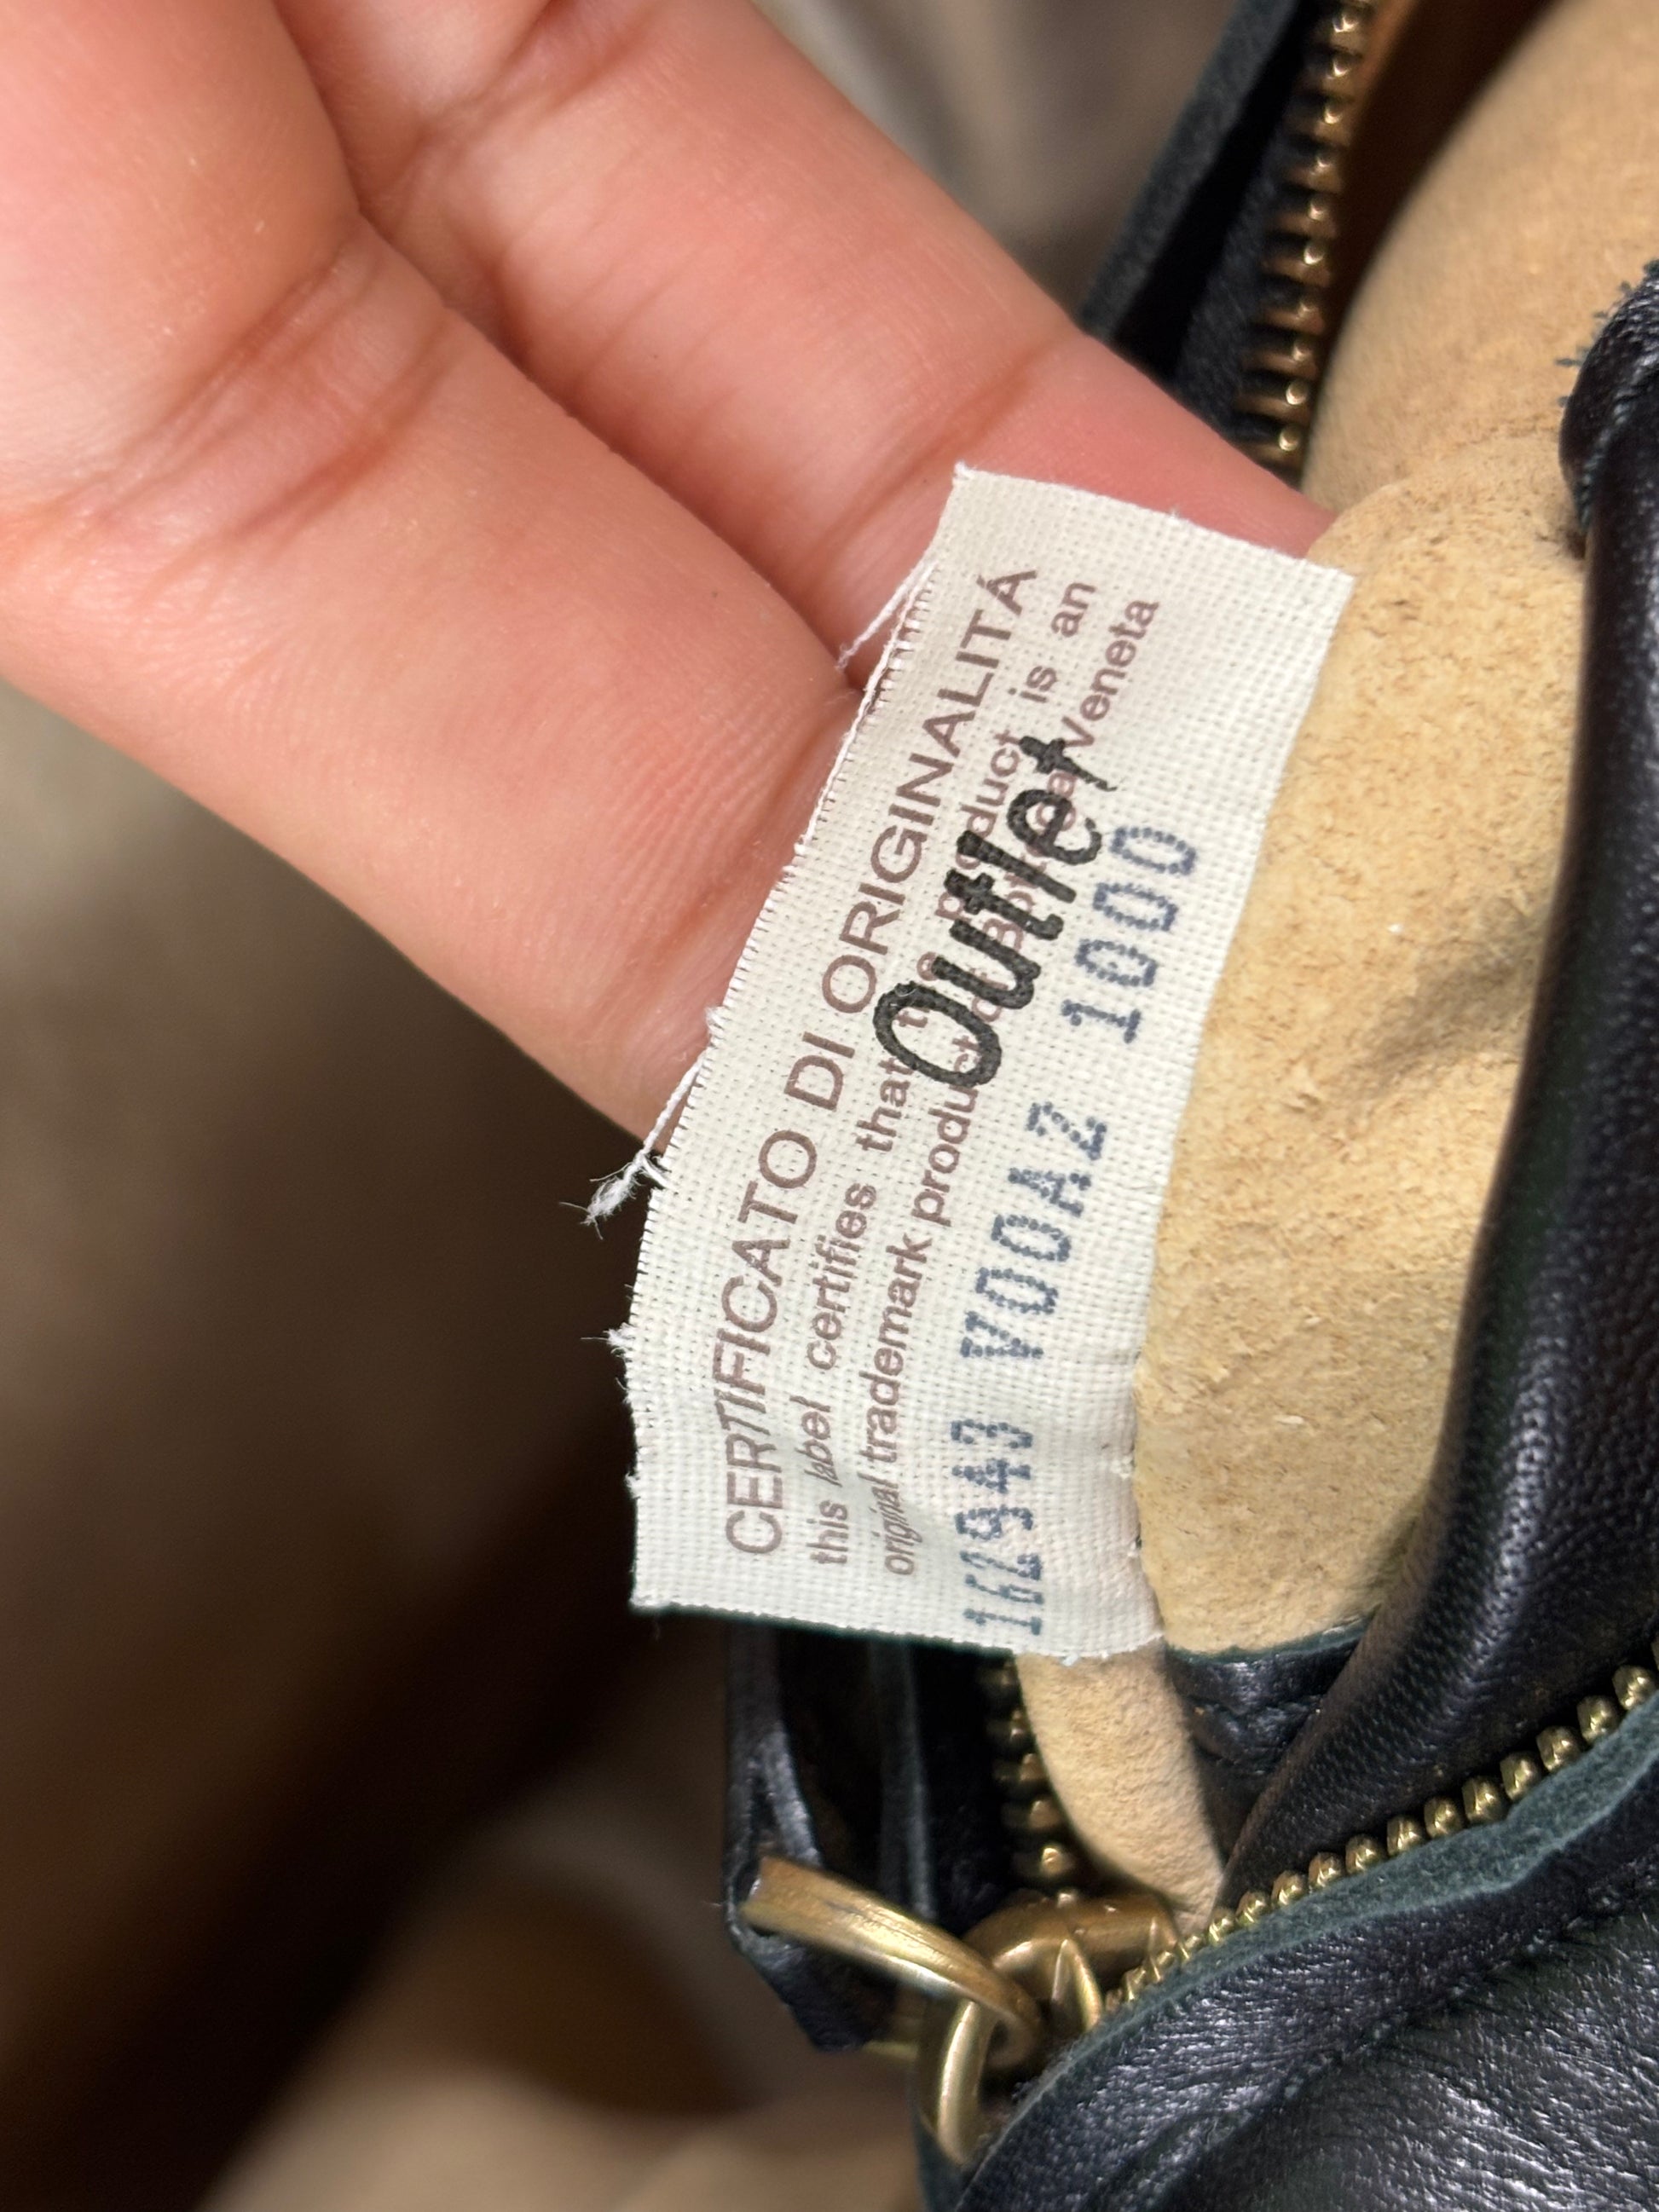 CERTIFICATO DI ORIGINALITÁ
this label certifies that the product is an
original trademark product of Bottega Veneta
Outlet
162943 V00AZ 1000